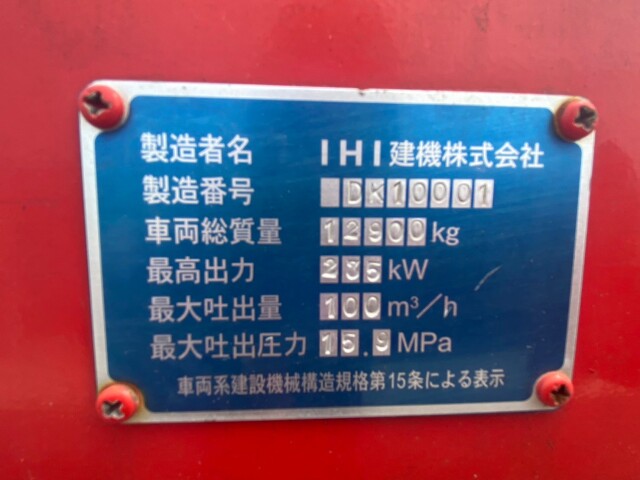 製造者名 IHI建機株式会社
製造番号 DK10001
車両総質量 12900kg
最高出力 235kW
最大吐出量 100m³/h
最大吐出圧力 15.9MPa
車両系建設機械構造規格第15条による表示